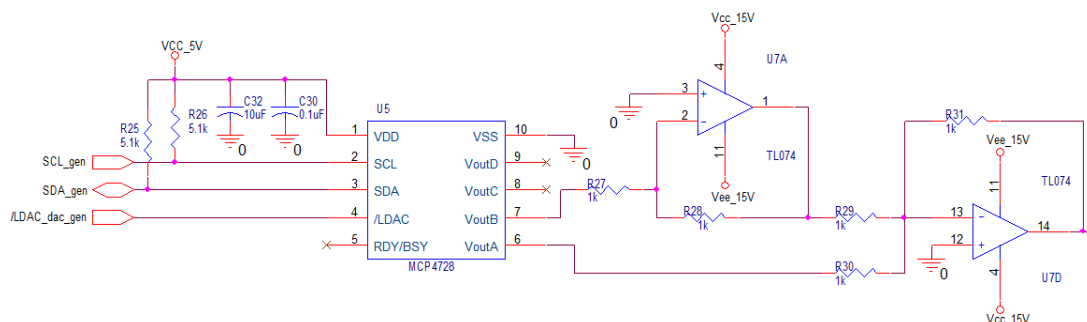 Vcc_15V
VCC_5V
U7A
4
3
1
2
0
11
TL074
Vee_15V
R25
5.1k
R26
5.1k
C32
10uF
C30
0.1uF
0
0
U5
1
VDD
VSS
10
0
SCL_gen
2
SCL
VoutD
9
SDA_gen
3
SDA
VoutC
8
/LDAC_dac_gen
4
/LDAC
VoutB
7
5
RDY/BSY
VoutA
6
MCP4728
R27
1k
R28
1k
R29
1k
R30
1k
R31
1k
Vee_15V
11
TL074
13
14
12
0
4
U7D
Vcc_15V